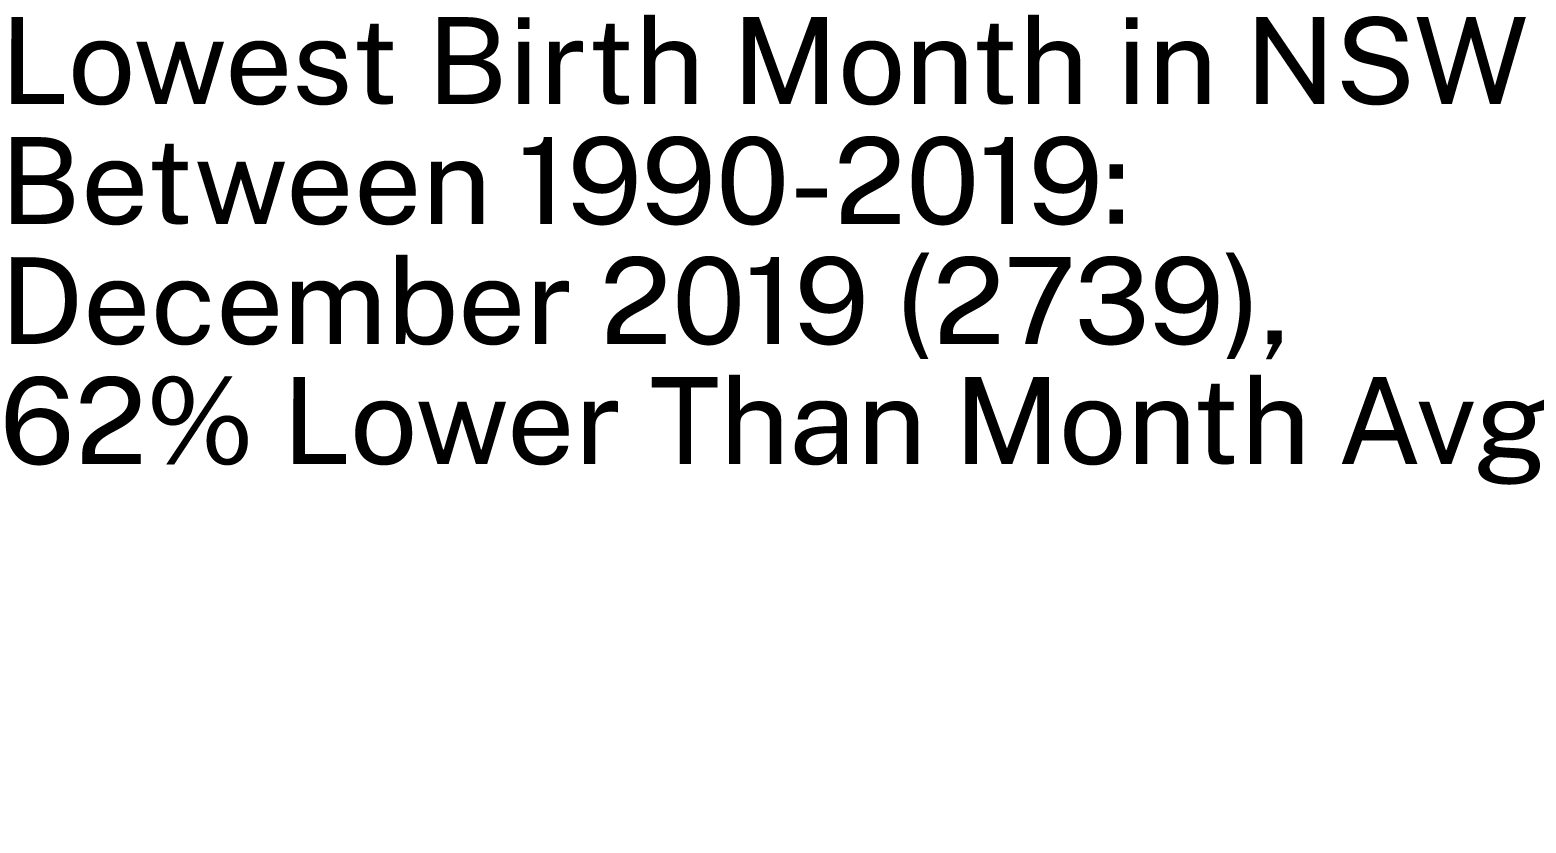 Lowest Birth Month in NSW
Between 1990-2019:
December 2019 (2739),
62% Lower Than Month Avg